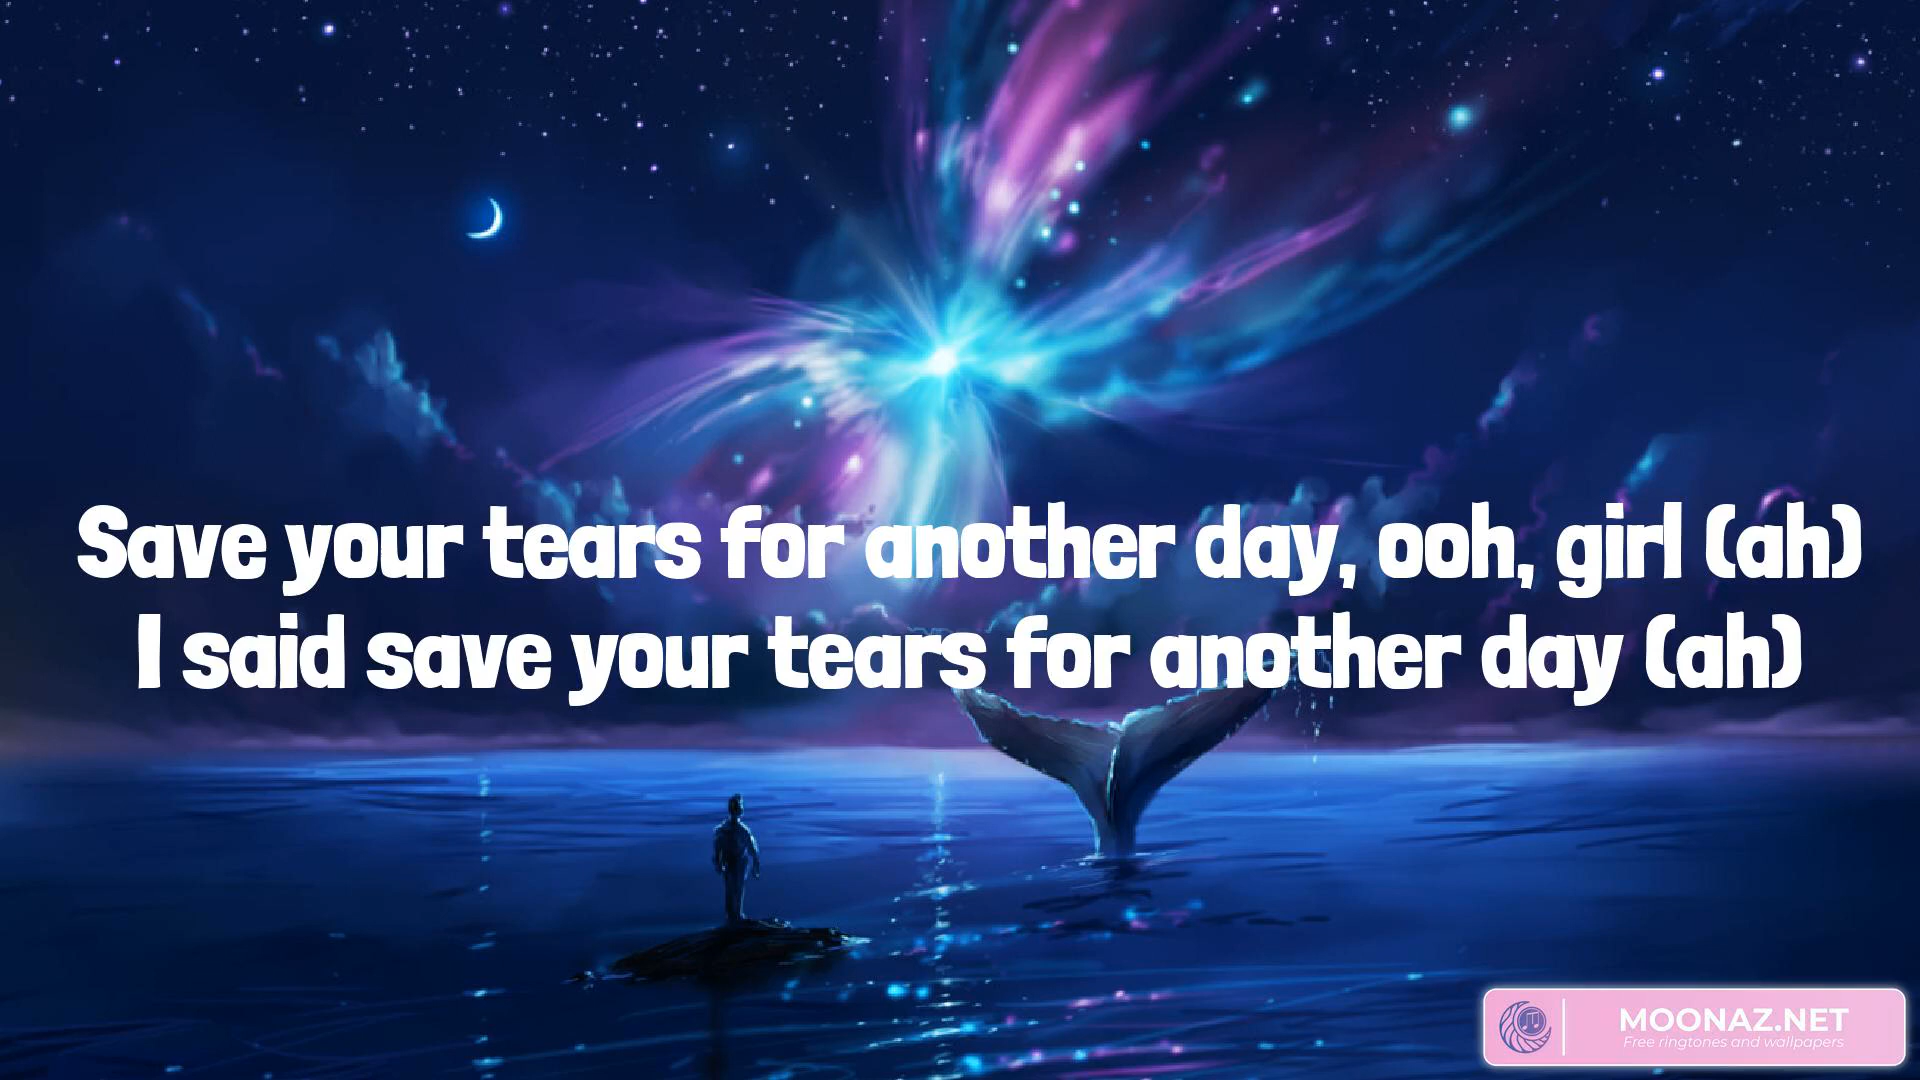 Save your tears for another day, ooh, girl (ah)
I said save your tears for another day (ah)
MOONAZ.NET
Free ringtones and wallpapers